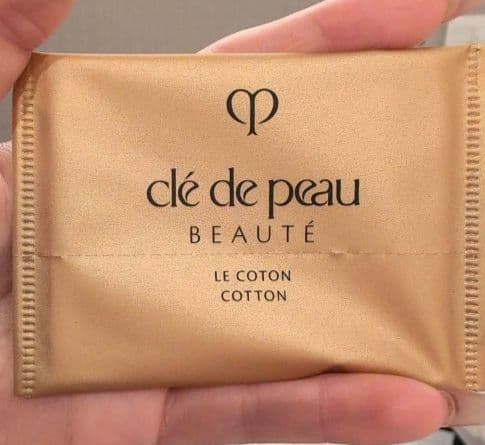 clé de peau
BEAUTÉ
LE COTON
COTTON